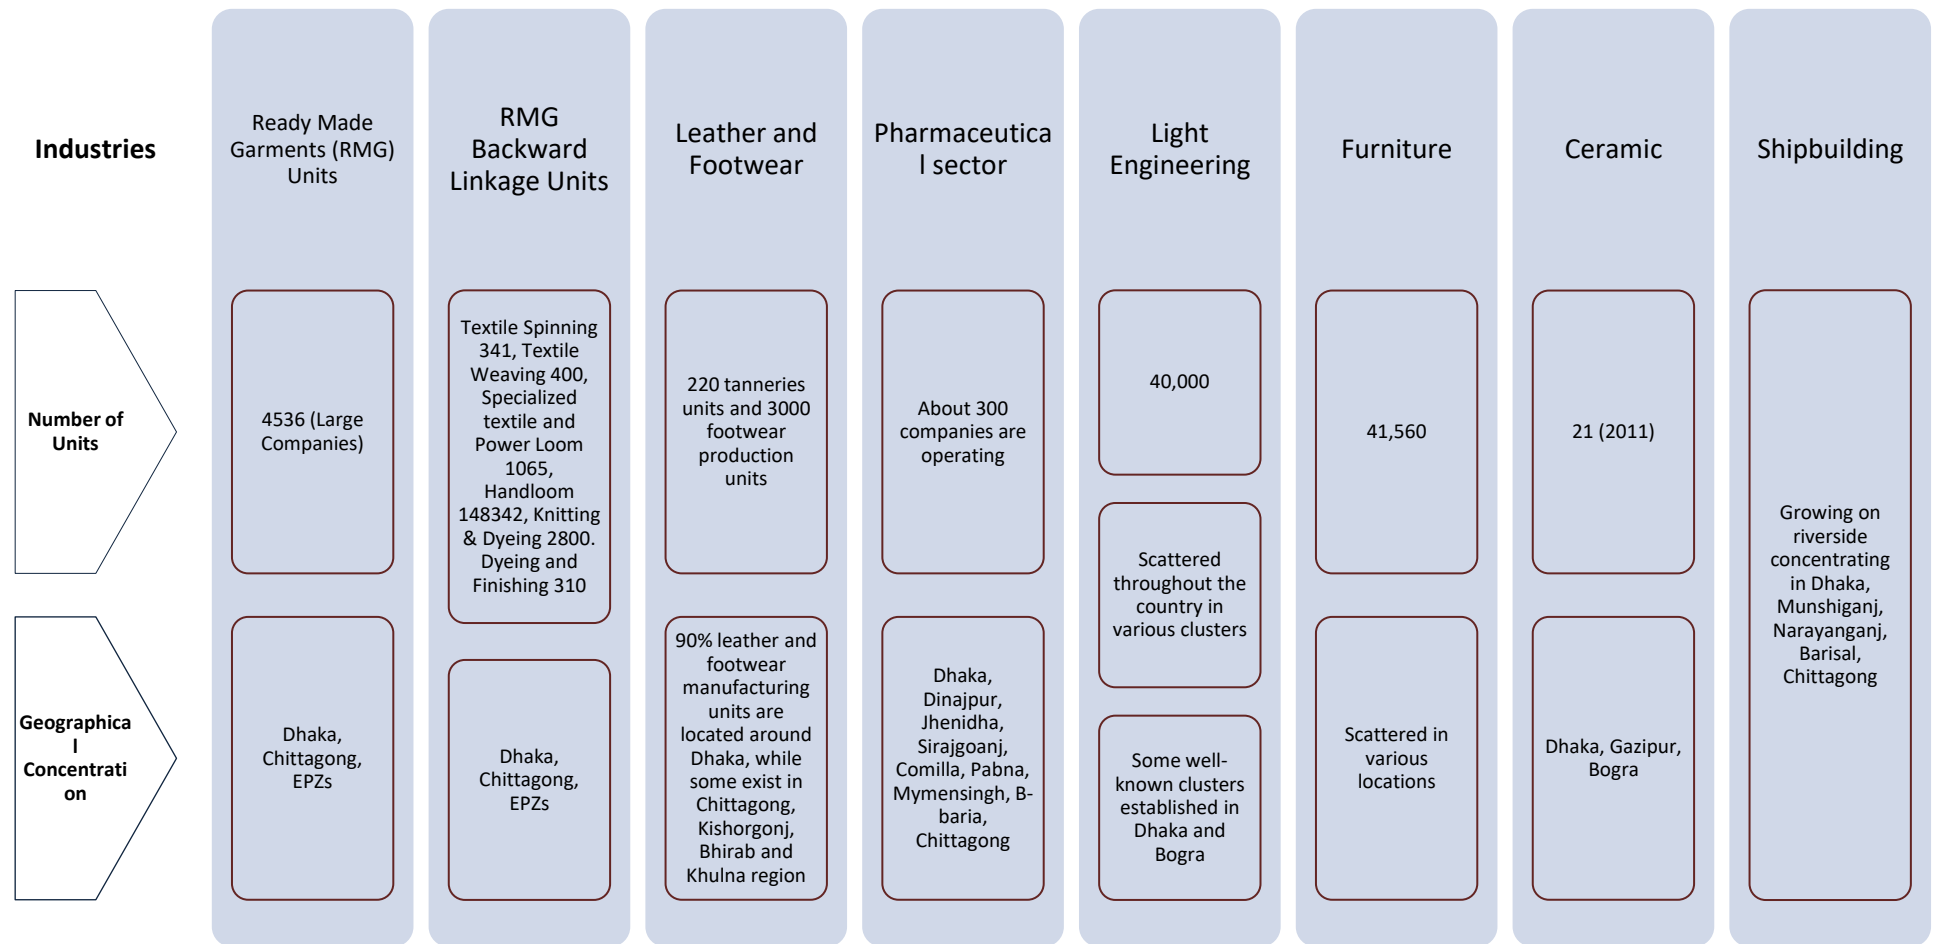 Industries
Ready Made
Garments (RMG)
Units
RMG
Backward
Linkage Units
Leather and
Footwear
Pharmaceutica
l sector
Light
Engineering
Furniture
Ceramic
Shipbuilding
Number of
Units
4536 (Large
Companies)
Textile Spinning
341, Textile
Weaving 400,
Specialized
textile and
Power Loom
1065,
Handloom
148342, Knitting
& Dyeing 2800.
Dyeing and
Finishing 310
220 tanneries
units and 3000
footwear
production
units
About 300
companies are
operating
40,000
Scattered
throughout the
country in
various clusters
41,560
21 (2011)
Growing on
riverside
concentrating
in Dhaka,
Munshiganj,
Narayanganj,
Barisal,
Chittagong
Geographica
l
Concentrati
on
Dhaka,
Chittagong,
EPZs
Dhaka,
Chittagong,
EPZs
90% leather and
footwear
manufacturing
units are
located around
Dhaka, while
some exist in
Chittagong,
Kishorgonj,
Bhirab and
Khulna region
Dhaka,
Dinajpur,
Jhenidha,
Sirajgoanj,
Comilla, Pabna,
Mymensingh, B-
baria,
Chittagong
Some well-
known clusters
established in
Dhaka and
Bogra
Scattered in
various
locations
Dhaka, Gazipur,
Bogra